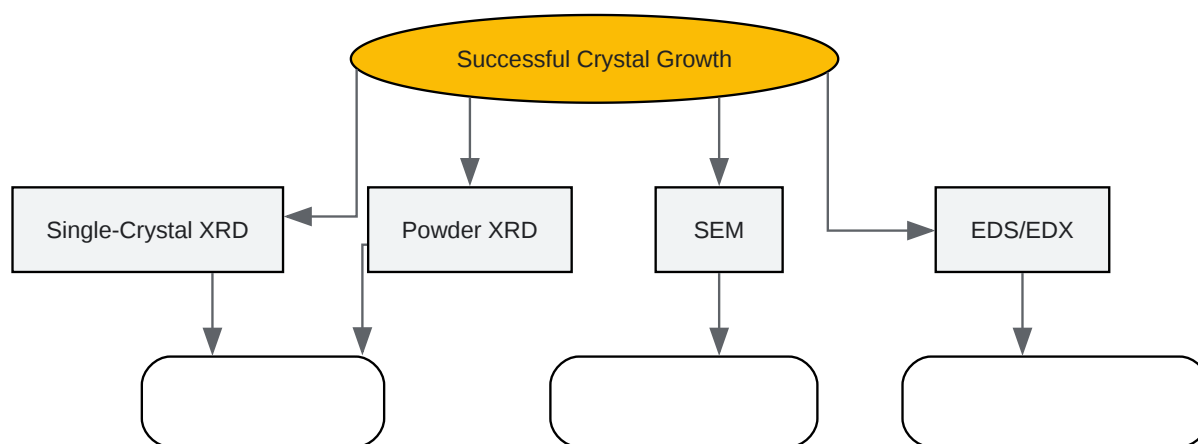 Successful Crystal Growth
Single-Crystal XRD
Powder XRD
SEM
EDS/EDX